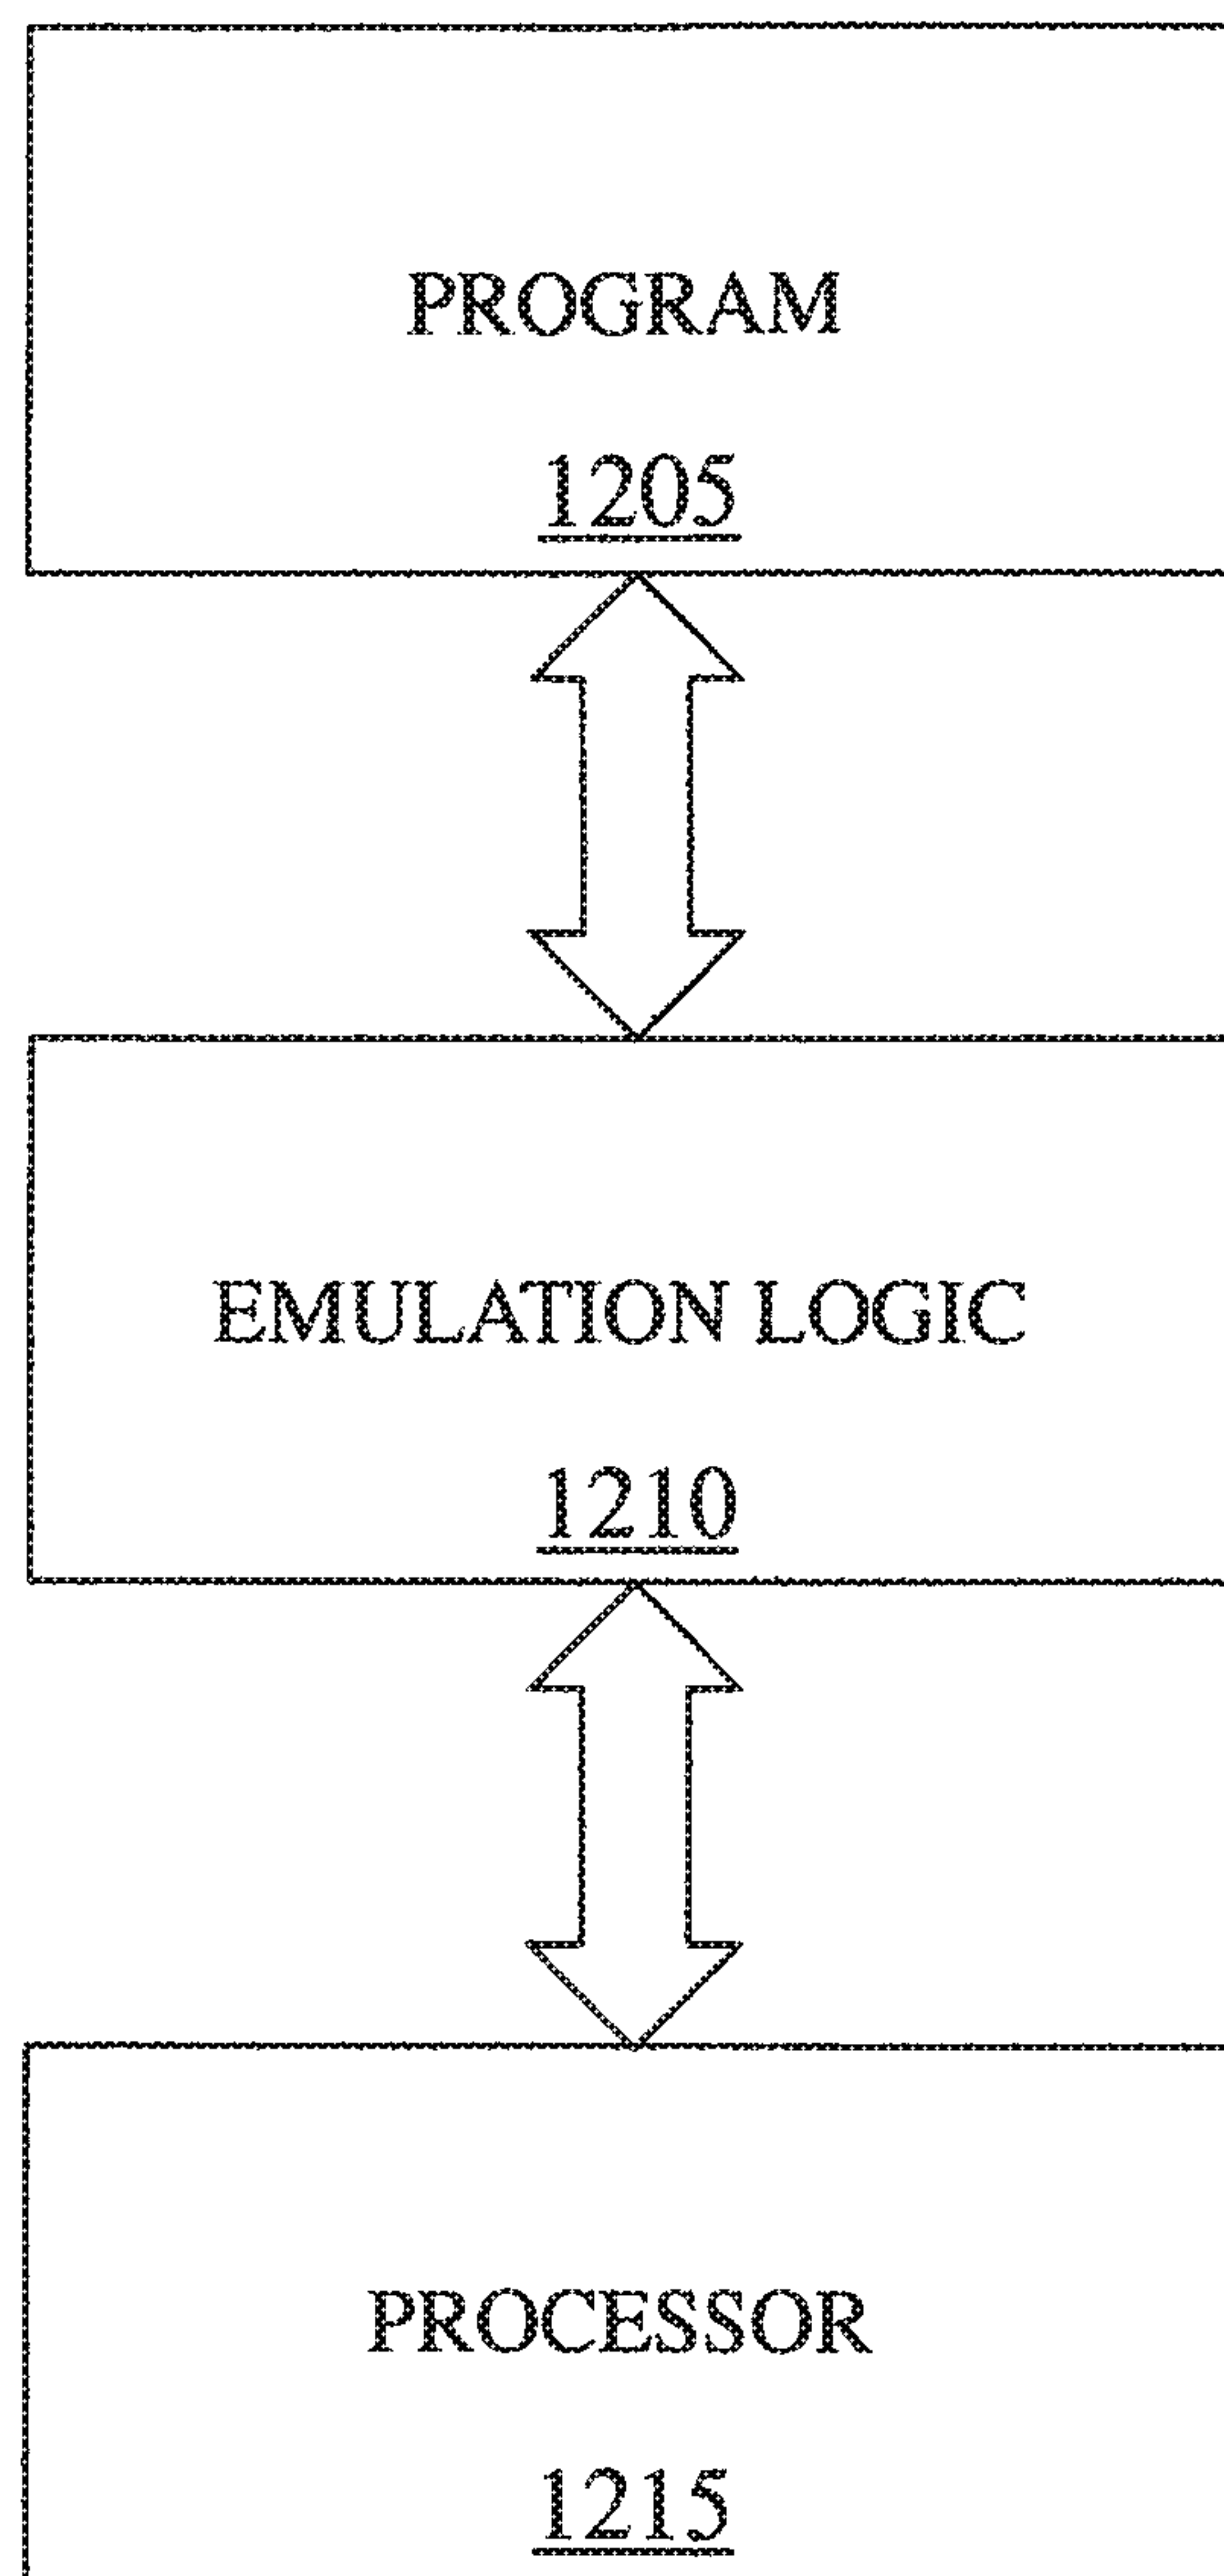 PROGRAM
1205
EMULATION LOGIC
1210
PROCESSOR
1215